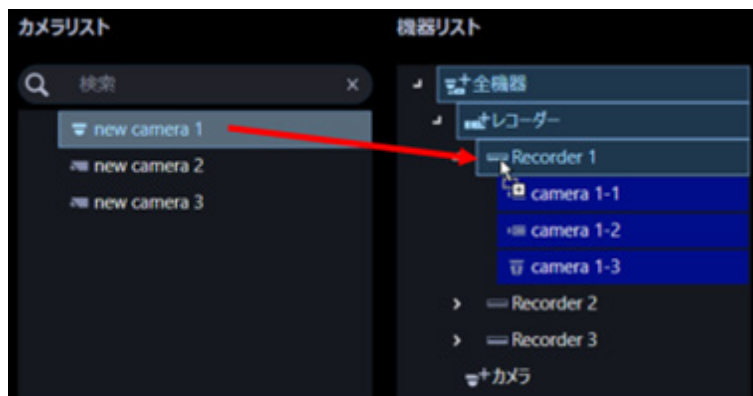 カメラリスト
検索
new camera 1
new camera 2
new camera 3
機器リスト
全機器
レコーダー
Recorder 1
camera 1-1
camera 1-2
camera 1-3
Recorder 2
Recorder 3
カメラ